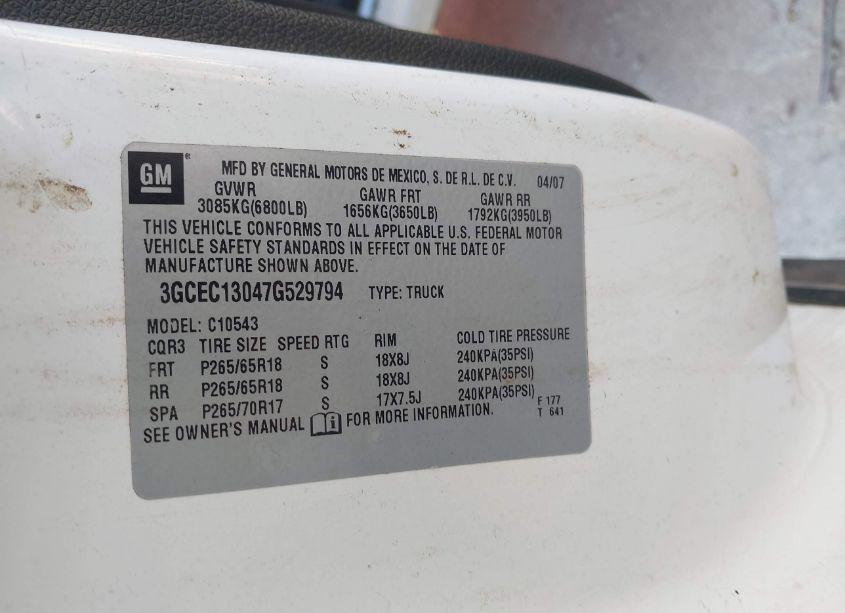 GM® MFD BY GENERAL MOTORS DE MEXICO, S. DE R.L. DE C.V. 04/07
GVWR GAWR FRT GAWR RR
3085KG(6800LB) 1656KG(3650LB) 1792KG(3950LB)
THIS VEHICLE CONFORMS TO ALL APPLICABLE U.S. FEDERAL MOTOR
VEHICLE SAFETY STANDARDS IN EFFECT ON THE DATE OF
MANUFACTURE SHOWN ABOVE.
3GCEC13047G529794 TYPE: TRUCK
MODEL: C10543
CQR3 TIRE SIZE SPEED RTG RIM COLD TIRE PRESSURE
FRT P265/65R18 S 18X8J 240KPA(35PSI)
RR P265/65R18 S 18X8J 240KPA(35PSI)
SPA P265/70R17 S 17X7.5J 240KPA(35PSI)
SEE OWNER'S MANUAL i FOR MORE INFORMATION.
F 177
T 641